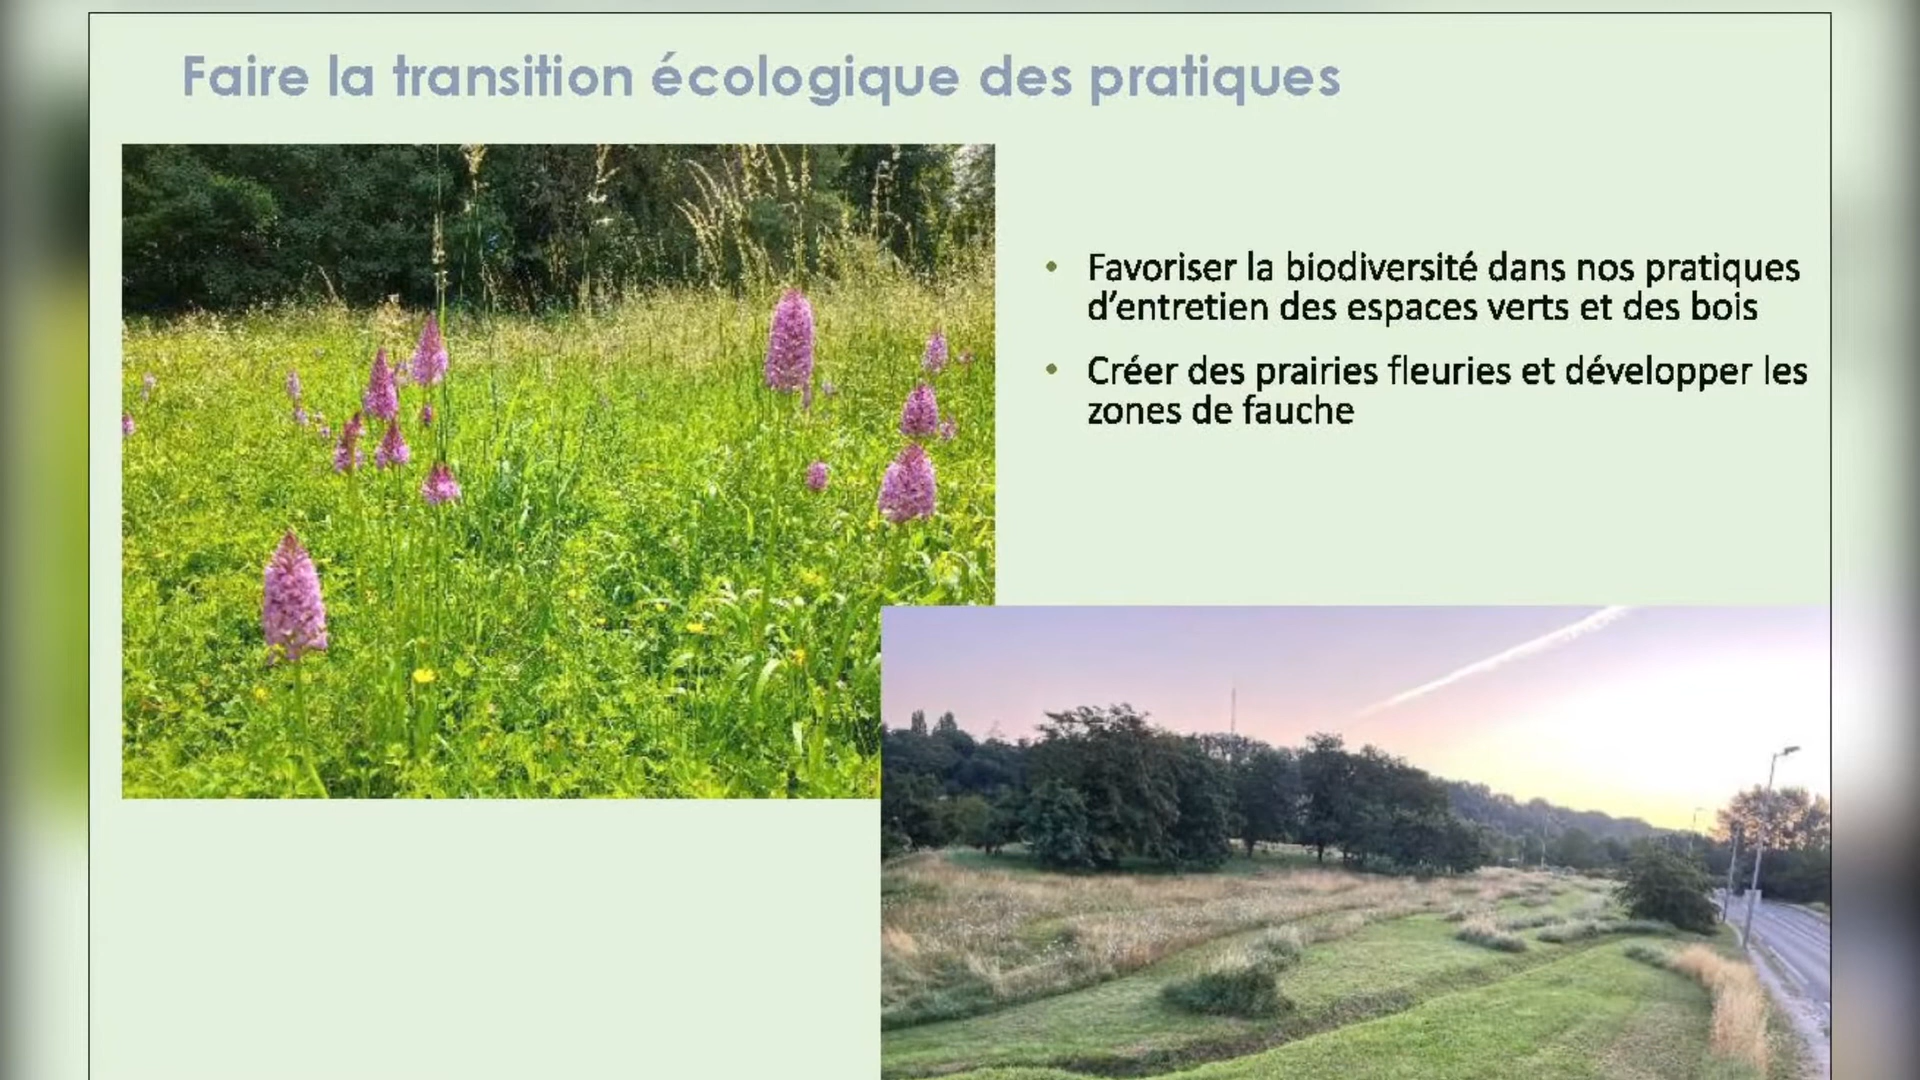 Faire la transition écologique des pratiques
• Favoriser la biodiversité dans nos pratiques
d’entretien des espaces verts et des bois
• Créer des prairies fleuries et développer les
zones de fauche